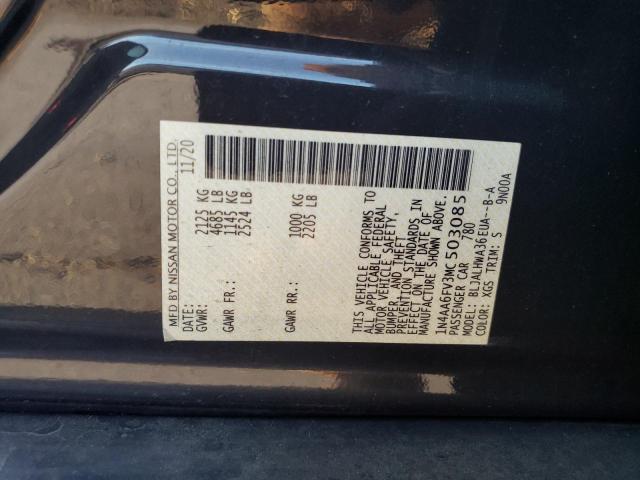 MFD BY NISSAN MOTOR CO., LTD.
DATE: 11/20
GVWR: 2125 KG
4685 LB
GAWR FR.: 1145 KG
2524 LB
GAWR RR.: 1000 KG
2205 LB
THIS VEHICLE CONFORMS TO
ALL APPLICABLE FEDERAL
MOTOR VEHICLE SAFETY,
BUMPER, AND THEFT
PREVENTION STANDARDS IN
EFFECT ON THE DATE OF
MANUFACTURE SHOWN ABOVE.
1N4AA6FV3MC503085
PASSENGER CAR 780
MODEL: BLJALHWA36EUA--B-A
COLOR: XGS TRIM: S 9N00A